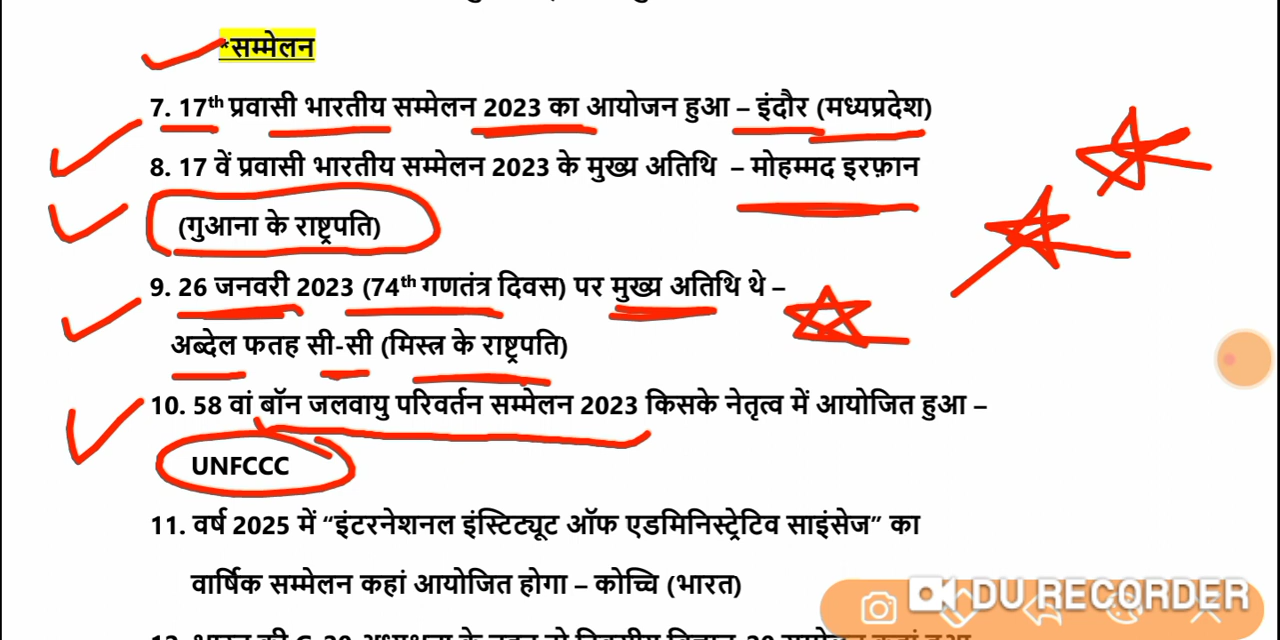 *सम्मेलन
7. 17th प्रवासी भारतीय सम्मेलन 2023 का आयोजन हुआ – इंदौर (मध्यप्रदेश)
8. 17 वें प्रवासी भारतीय सम्मेलन 2023 के मुख्य अतिथि – मोहम्मद इरफ़ान
(गुआना के राष्ट्रपति)
9. 26 जनवरी 2023 (74th गणतंत्र दिवस) पर मुख्य अतिथि थे –
अब्देल फतह सी-सी (मिस्त्र के राष्ट्रपति)
10. 58 वां बॉन जलवायु परिवर्तन सम्मेलन 2023 किसके नेतृत्व में आयोजित हुआ –
UNFCCC
11. वर्ष 2025 में “इंटरनेशनल इंस्टिट्यूट ऑफ एडमिनिस्ट्रेटिव साइंसेज” का
वार्षिक सम्मेलन कहां आयोजित होगा – कोच्चि (भारत)
DU RECORDER